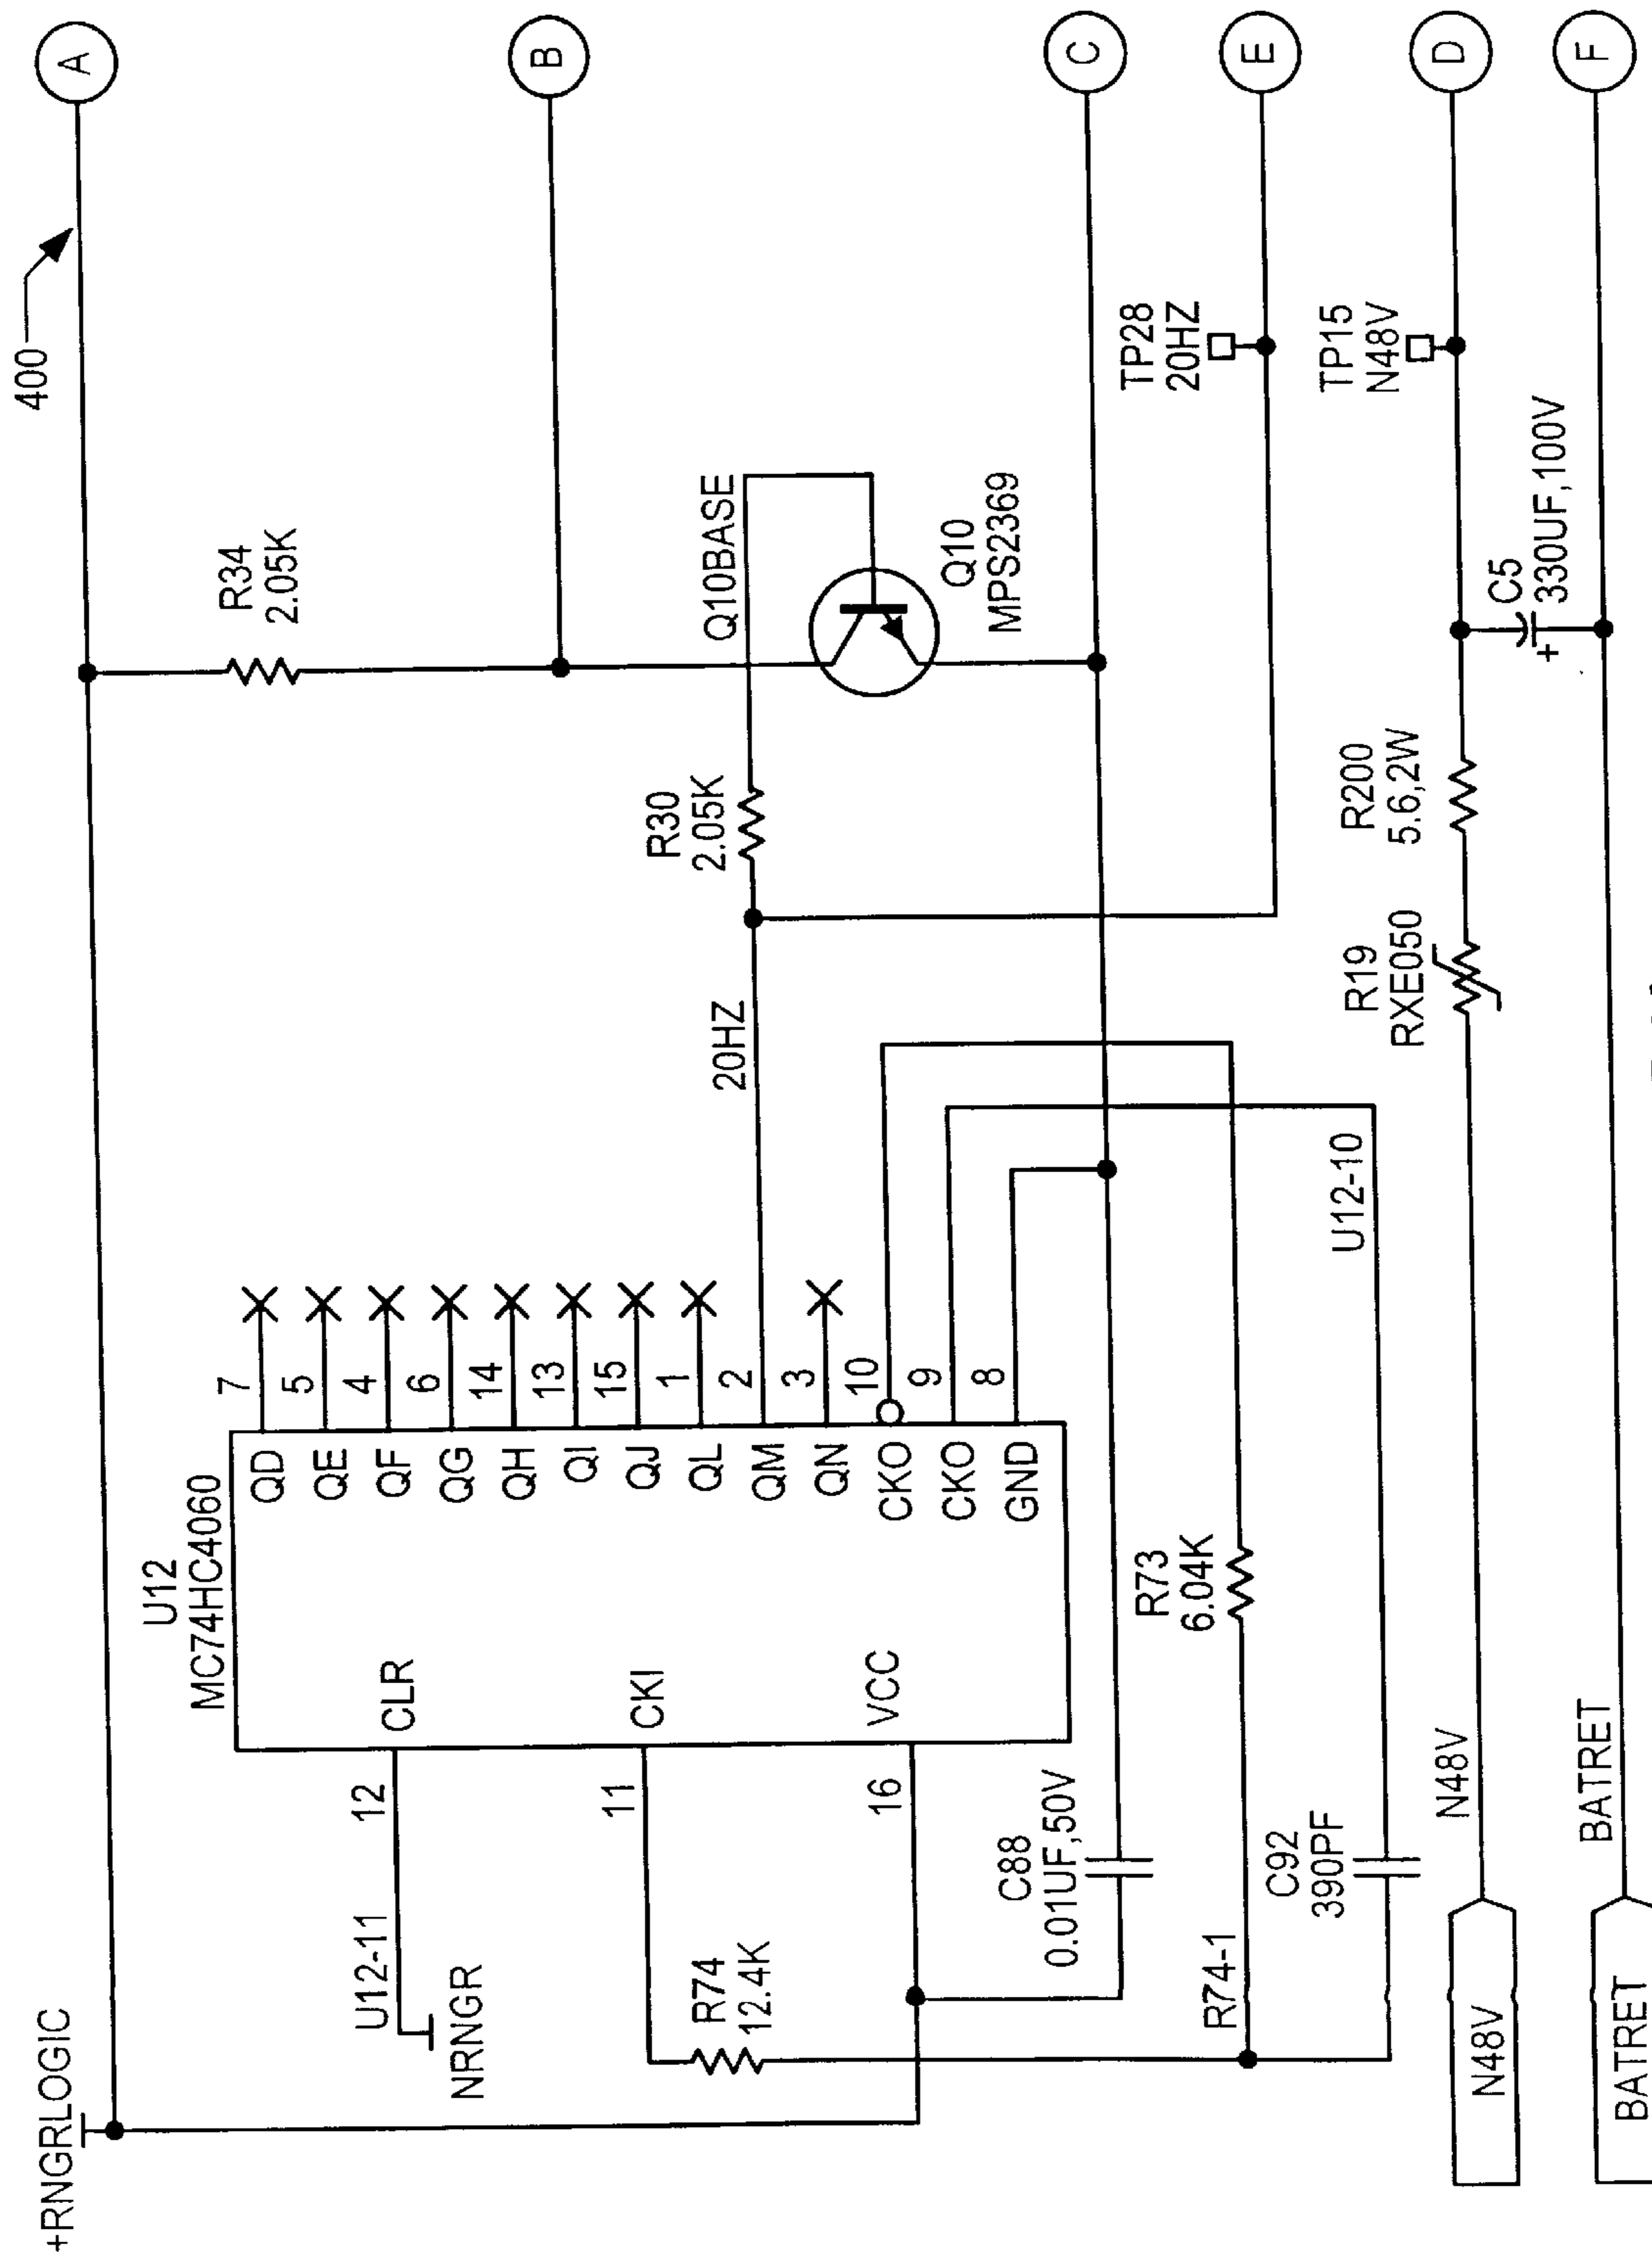 400
A
B
C
E
D
F
+RNGRLOGIC
R34
2.05K
U12
MC74HC4060
CLR
CKI
VCC
12
11
16
QD
QE
QF
QG
QH
QI
QJ
QL
QM
QN
CKO
CKO
GND
7
5
4
6
14
13
15
1
2
3
10
9
8
U12-11
NRNGR
R74
12.4K
20HZ
R30
2.05K
Q10BASE
Q10
MPS2369
C88
0.01UF,50V
R73
6.04K
R74-1
C92
390PF
U12-10
TP28
20HZ
TP15
N48V
N48V
N48V
R19
RXE050
R200
5.6,2W
C5
330UF,100V
+
BATRET
BATRET